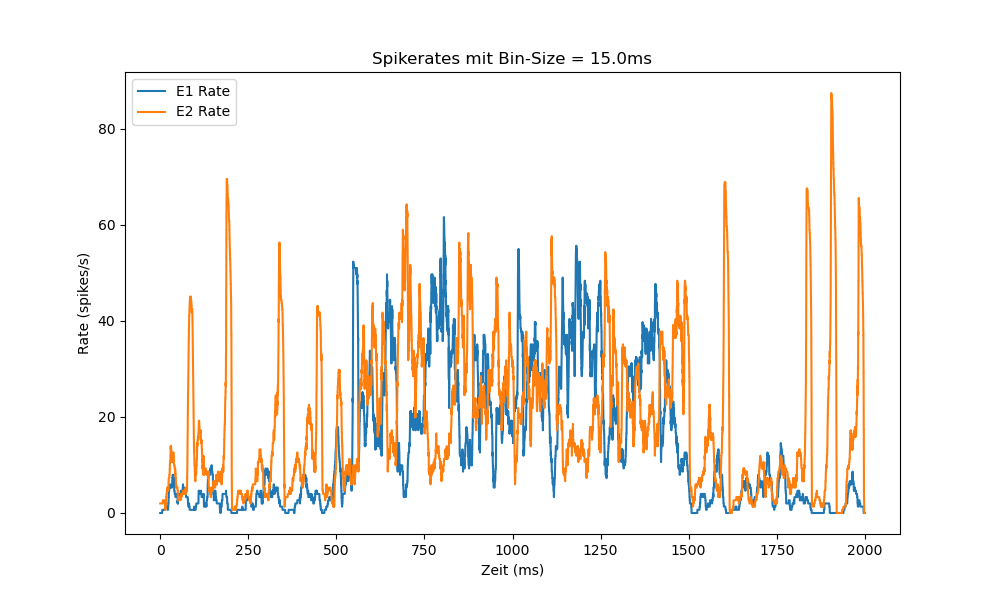 Spikerates mit Bin-Size = 15.0ms
E1 Rate
E2 Rate
80
60
40
20
0
Rate (spikes/s)
0 250 500 750 1000 1250 1500 1750 2000
Zeit (ms)